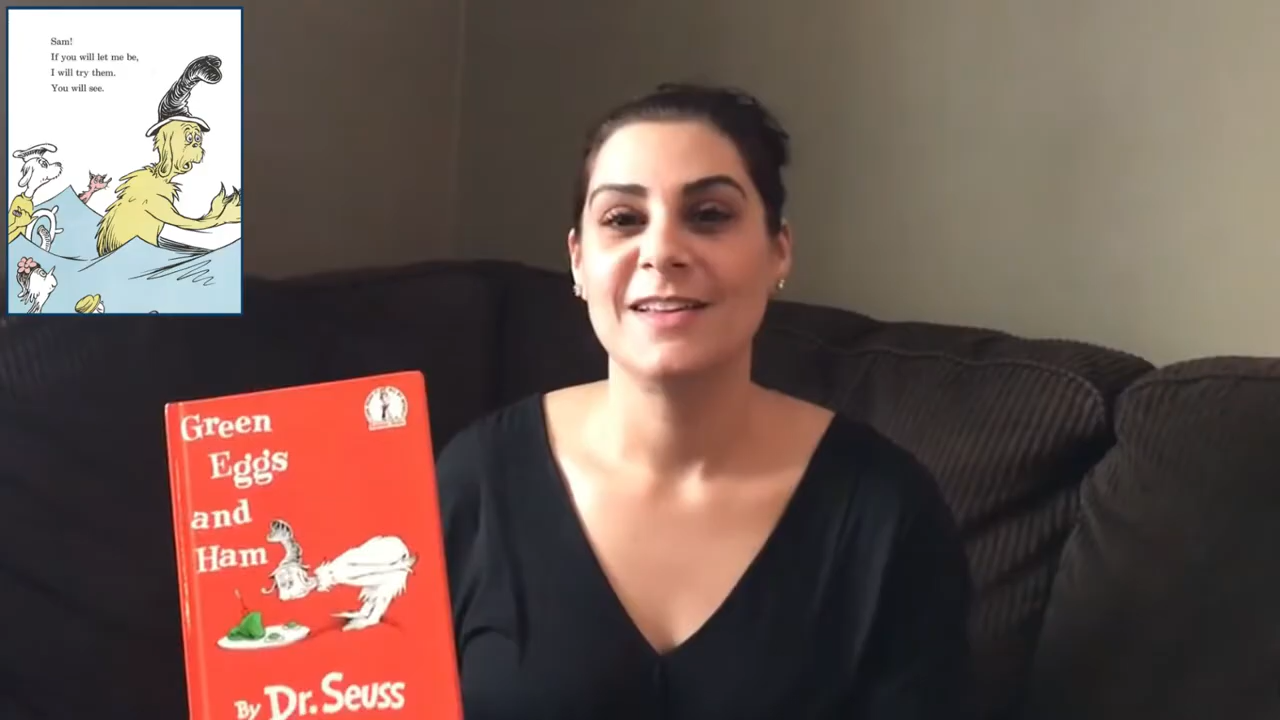 Sam!
If you will let me be,
I will try them.
You will see.
Green
Eggs
and
Ham
By Dr. Seuss